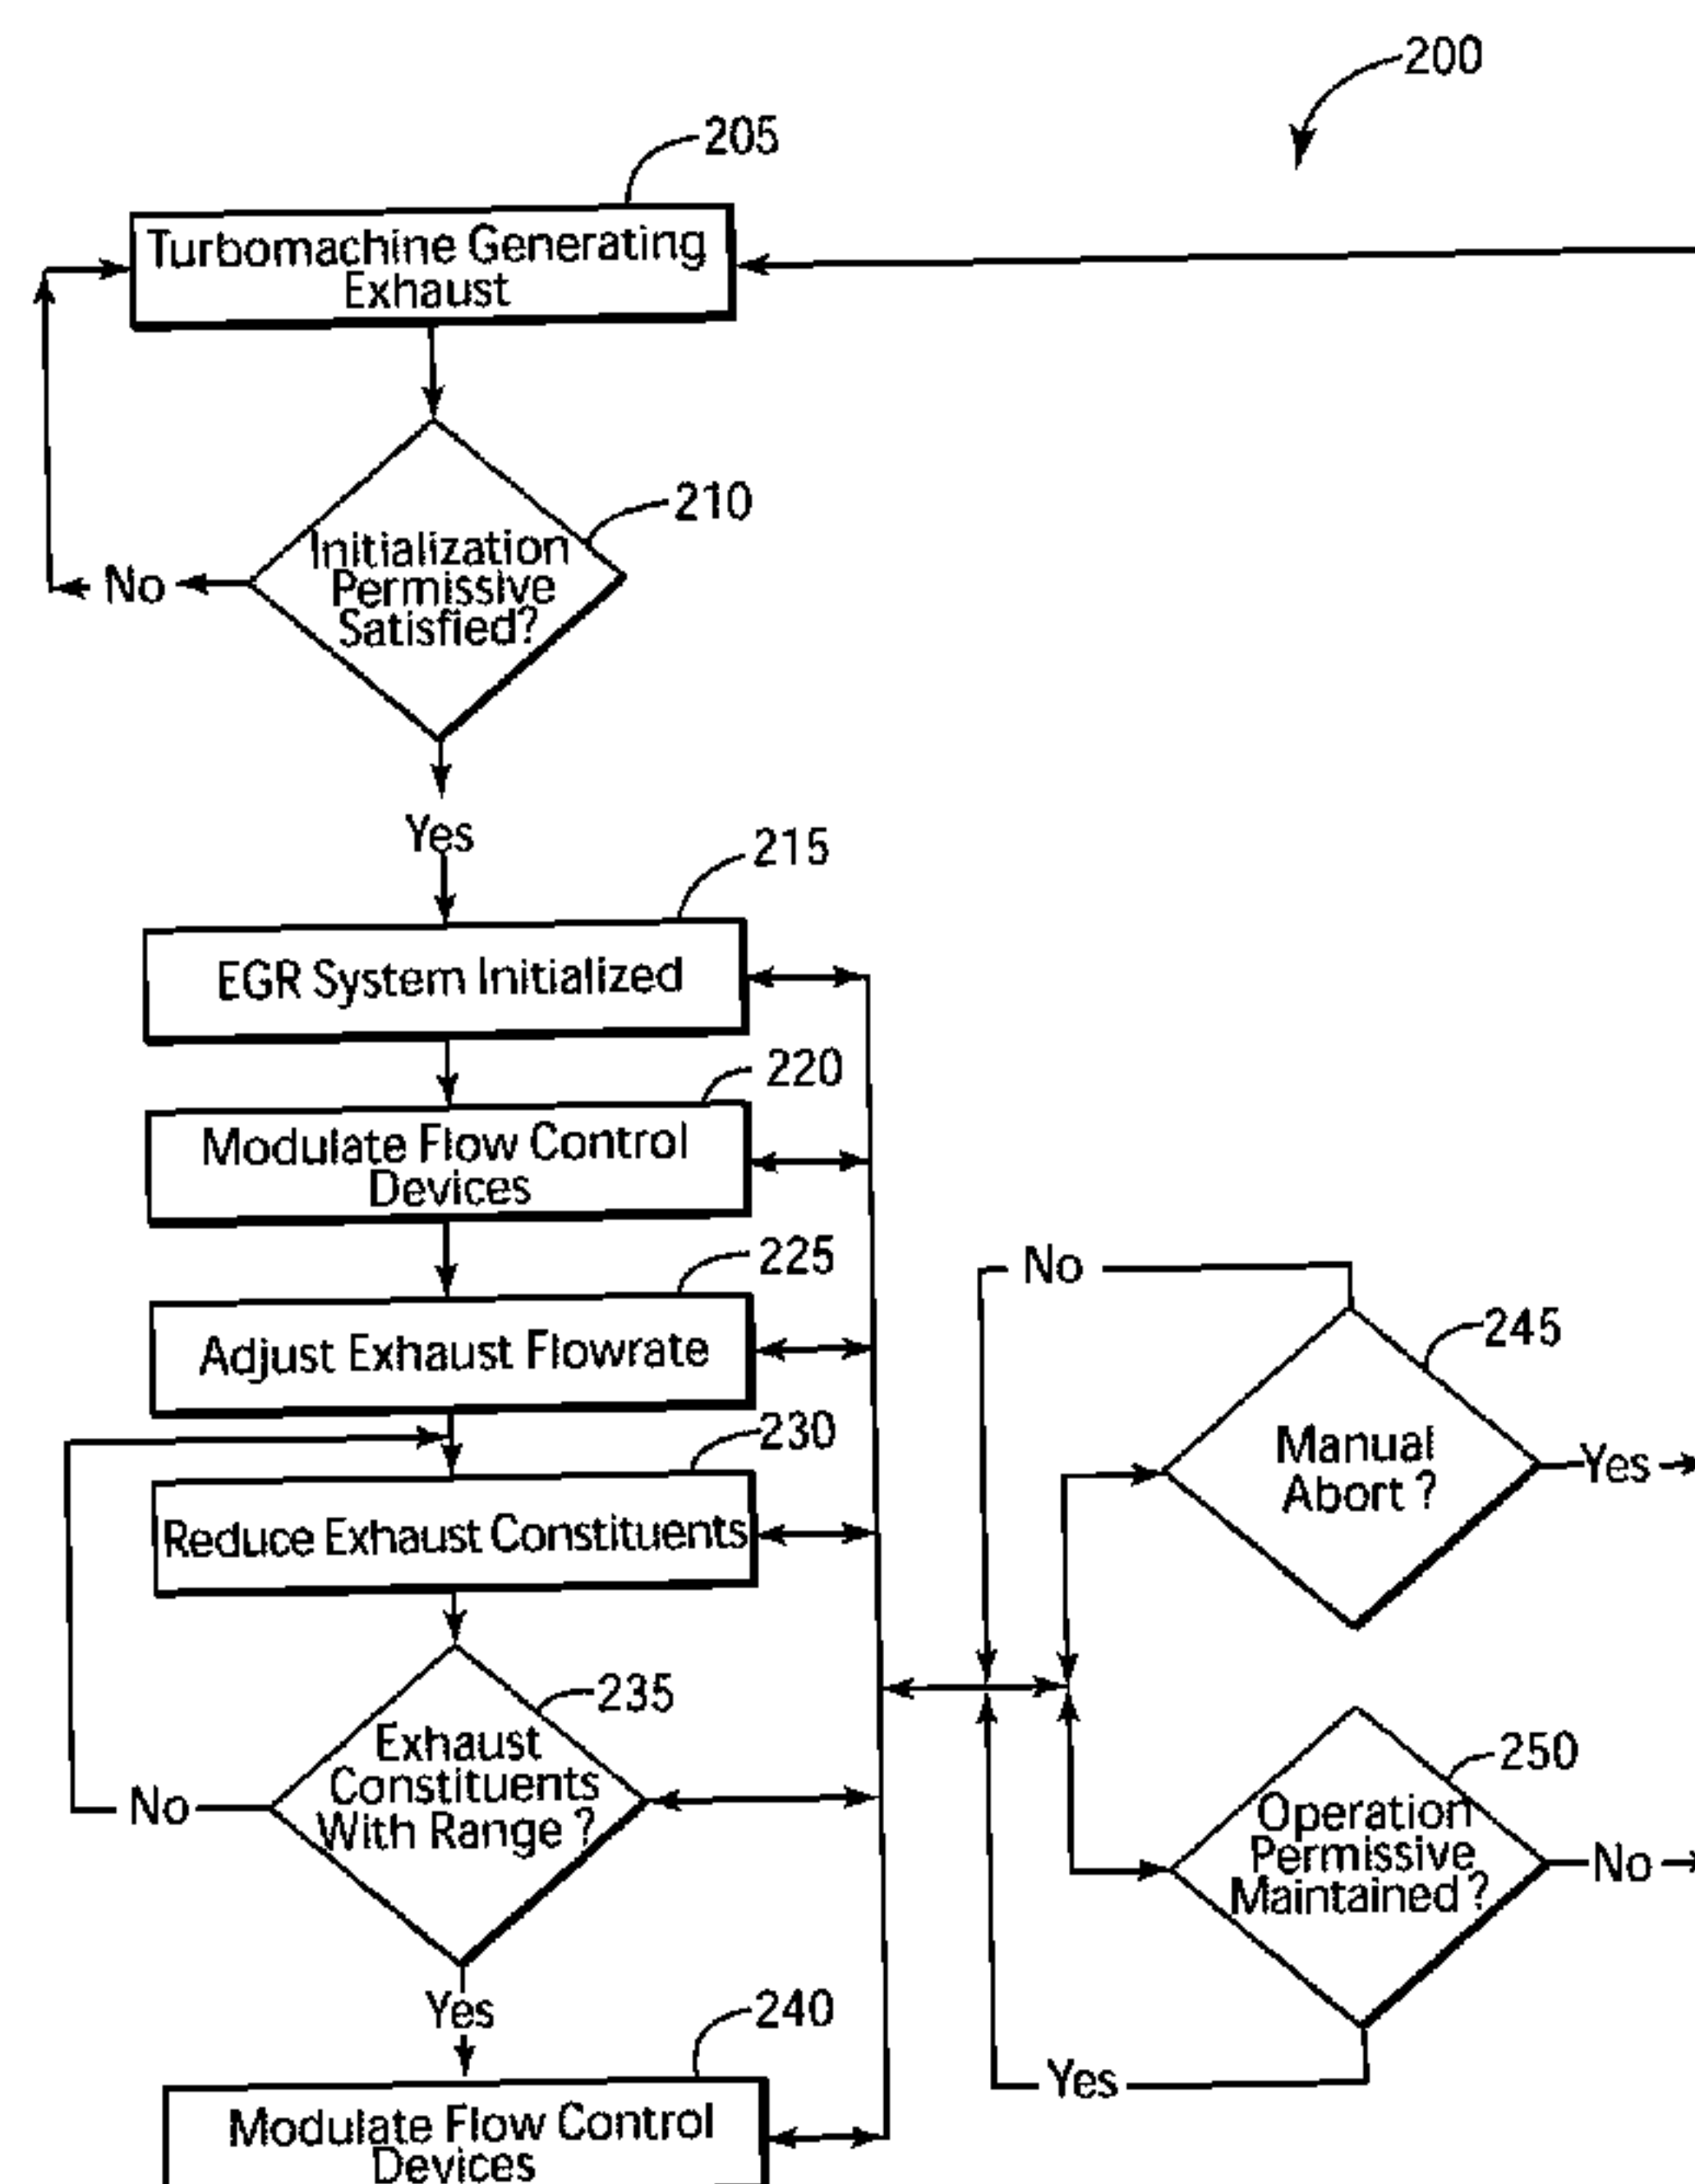 200
205
Turbomachine Generating
Exhaust
210
Initialization
Permissive
Satisfied?
No
Yes
215
EGR System Initialized
220
Modulate Flow Control
Devices
225
Adjust Exhaust Flowrate
230
Reduce Exhaust Constituents
235
Exhaust
Constituents
With Range ?
No
Yes
240
Modulate Flow Control
Devices
No
245
Manual
Abort ?
Yes
250
Operation
Permissive
Maintained ?
No
Yes